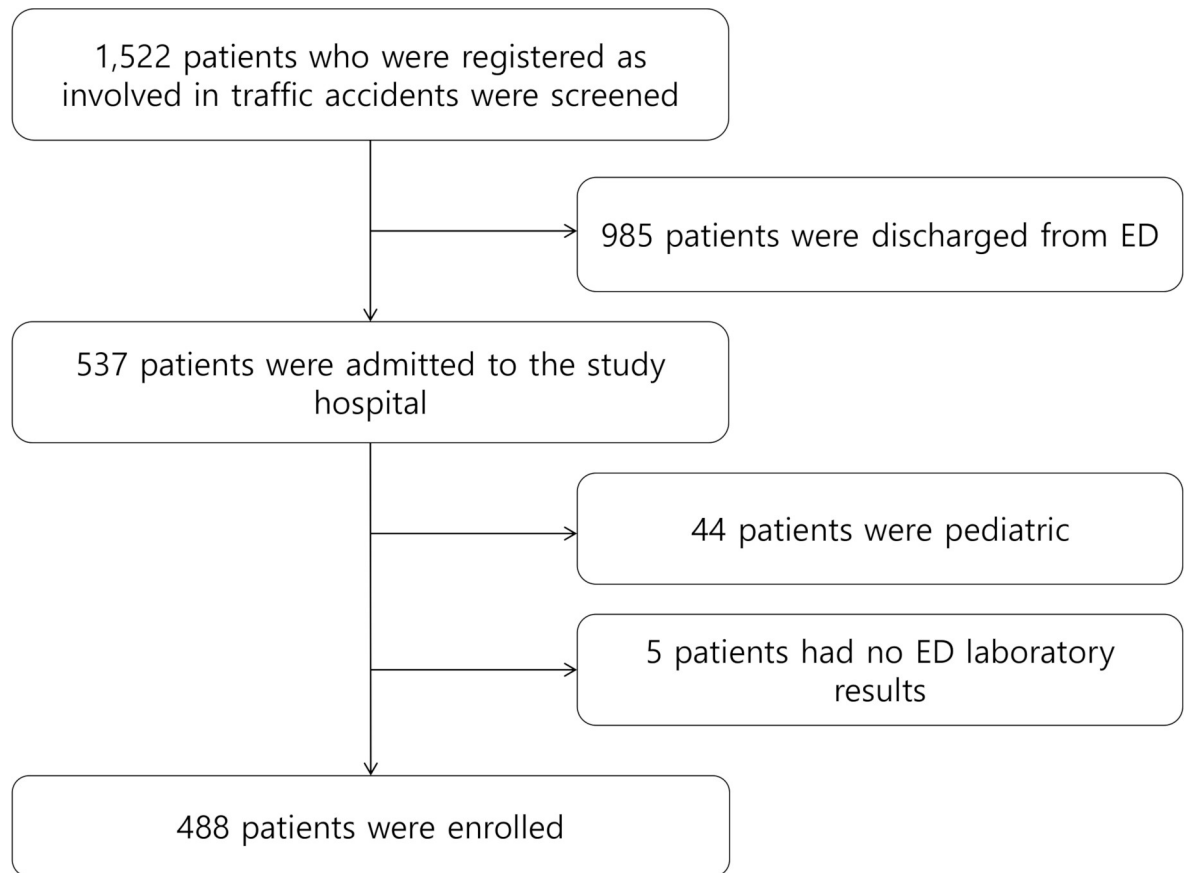 1,522 patients who were registered as
involved in traffic accidents were screened
985 patients were discharged from ED
537 patients were admitted to the study
hospital
44 patients were pediatric
5 patients had no ED laboratory
results
488 patients were enrolled